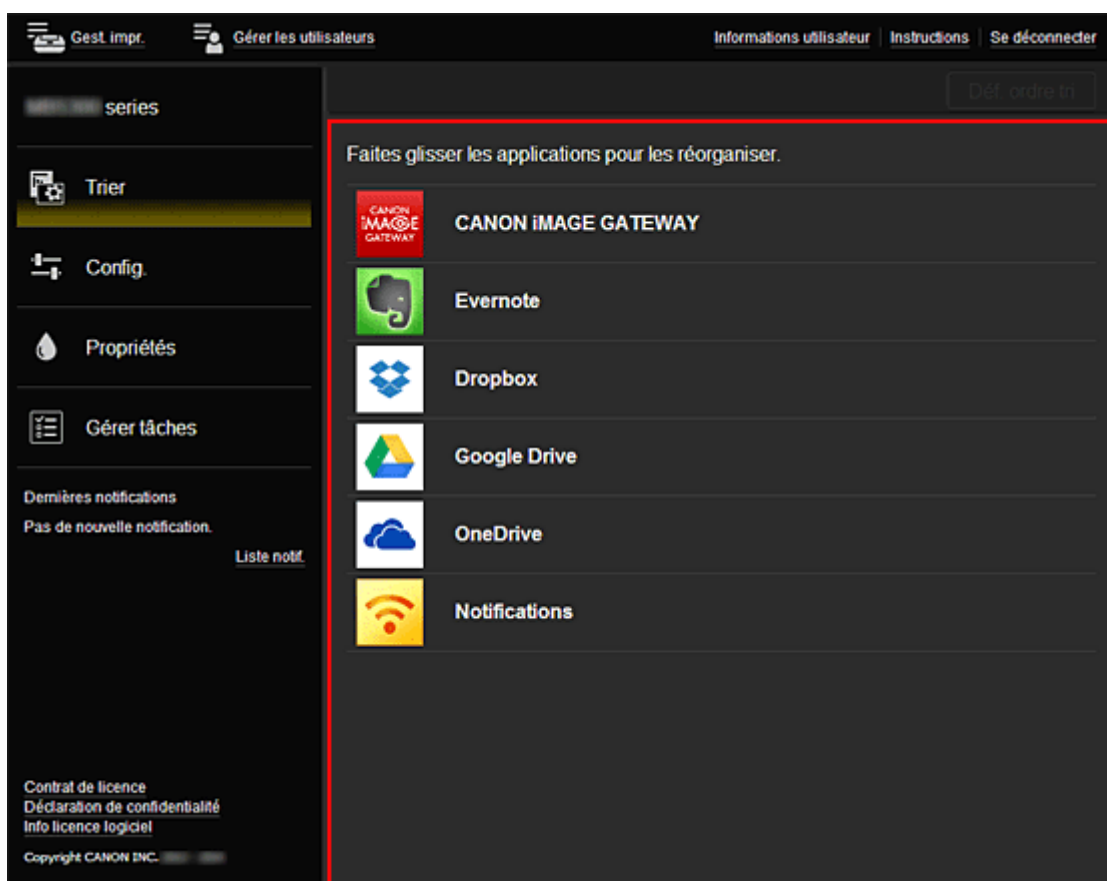 Gest. impr.
Gérer les utilisateurs
Informations utilisateur
Instructions
Se déconnecter
series
Déf. ordre tri
Trier
Config.
Propriétés
Gérer tâches
Dernières notifications
Pas de nouvelle notification.
Liste notif.
Contrat de licence
Déclaration de confidentialité
Info licence logiciel
Copyright CANON INC.
Faites glisser les applications pour les réorganiser.
CANON
iMAGE
GATEWAY
CANON iMAGE GATEWAY
Evernote
Dropbox
Google Drive
OneDrive
Notifications